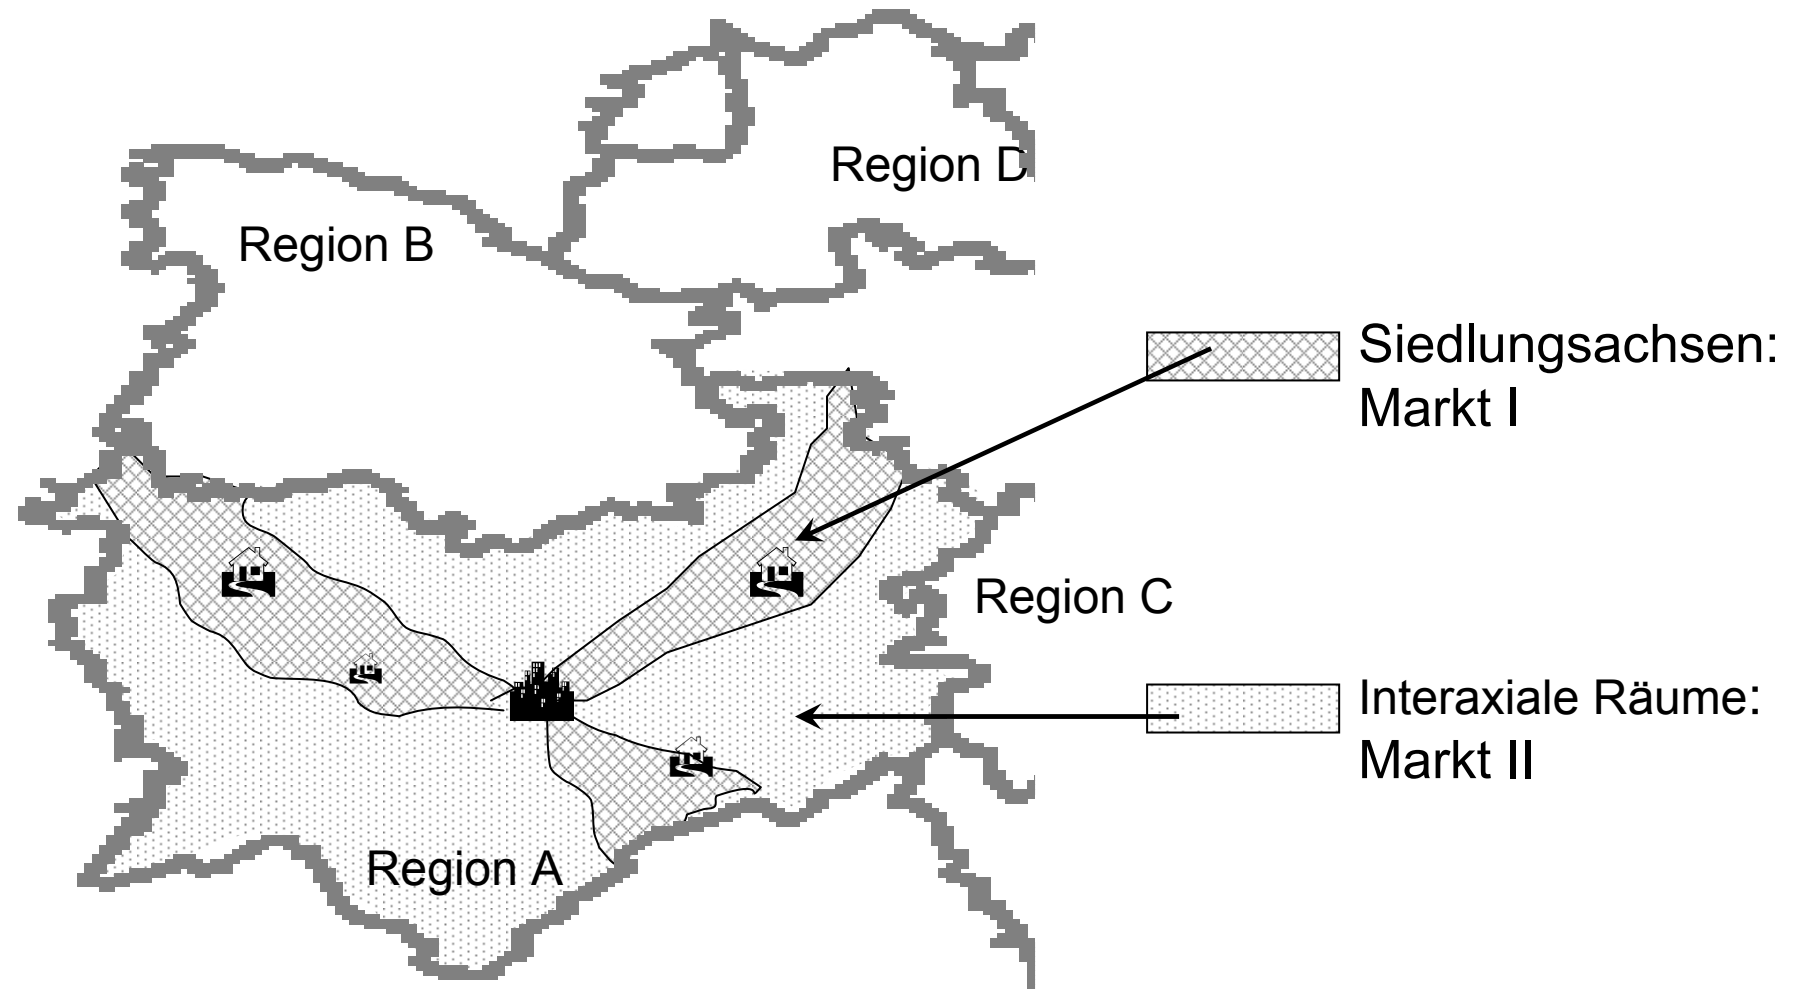 Region D
Region B
Siedlungsachsen:
Markt I
Region C
Interaxiale Räume:
Markt II
Region A